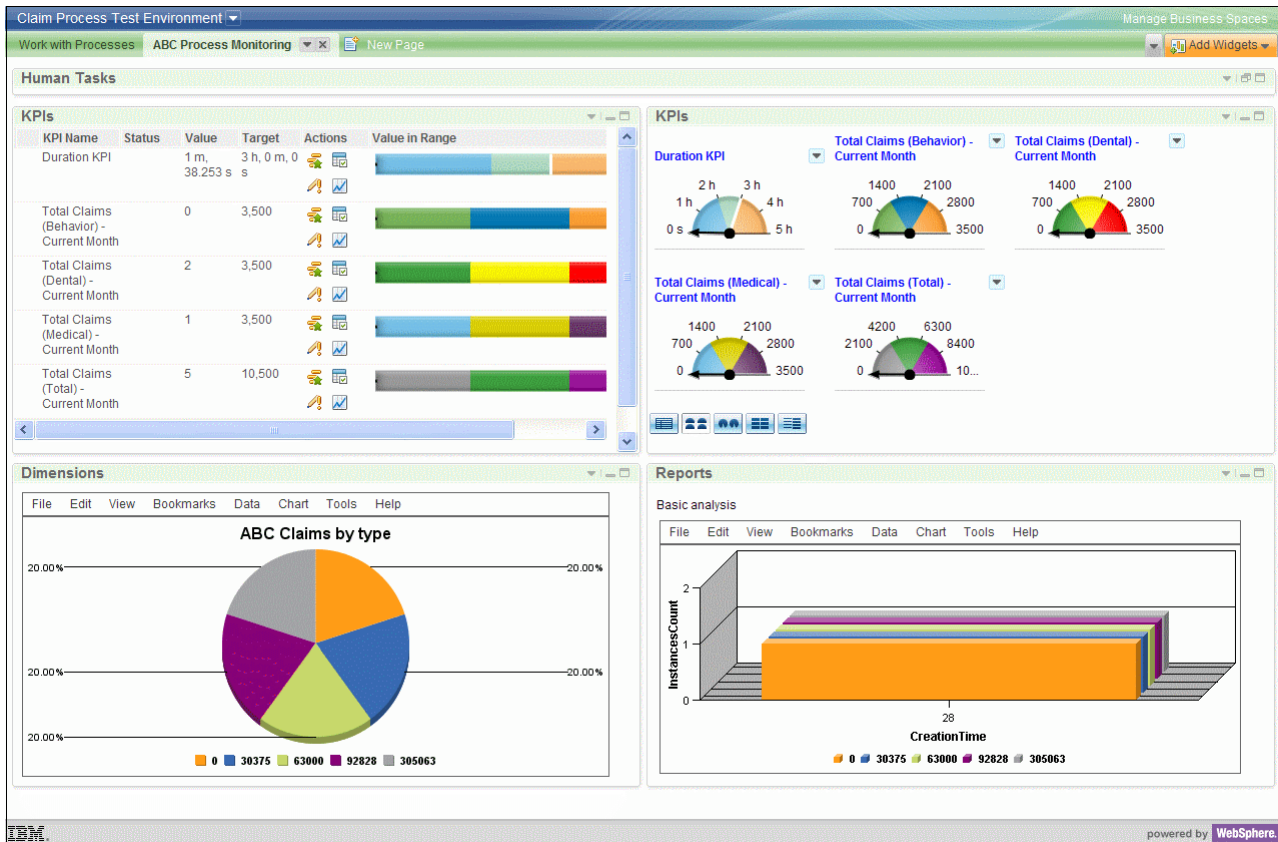 Claim Process Test Environment
Manage Business Spaces
Work with Processes
ABC Process Monitoring
New Page
Add Widgets
Human Tasks
KPIs
KPI Name Status Value Target Actions Value in Range
Duration KPI 1 m, 3 h, 0 m, 0
38.253 s s
Total Claims 0 3,500
(Behavior) -
Current Month
Total Claims 2 3,500
(Dental) -
Current Month
Total Claims 1 3,500
(Medical) -
Current Month
Total Claims 5 10,500
(Total) -
Current Month
KPIs
Duration KPI
2 h 3 h
1 h 4 h
0 s 5 h
Total Claims (Behavior) -
Current Month
1400 2100
700 2800
0 3500
Total Claims (Dental) -
Current Month
1400 2100
700 2800
0 3500
Total Claims (Medical) -
Current Month
1400 2100
700 2800
0 3500
Total Claims (Total) -
Current Month
4200 6300
2100 8400
0 10...
Dimensions
File Edit View Bookmarks Data Chart Tools Help
ABC Claims by type
20.00% 20.00%
20.00% 20.00%
20.00%
0 30375 63000 92828 305063
Reports
Basic analysis
File Edit View Bookmarks Data Chart Tools Help
InstancesCount
2
1
0
28
CreationTime
0 30375 63000 92828 305063
IBM.
powered by WebSphere.